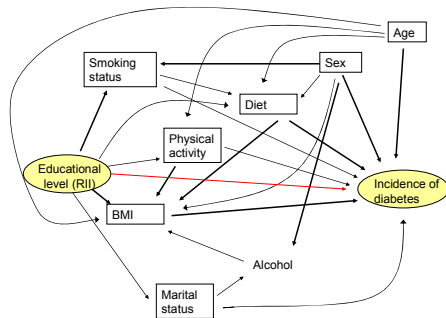 Age
Smoking
status
Sex
Diet
Physical
activity
Educational
level (RII)
Incidence of
diabetes
BMI
Alcohol
Marital
status